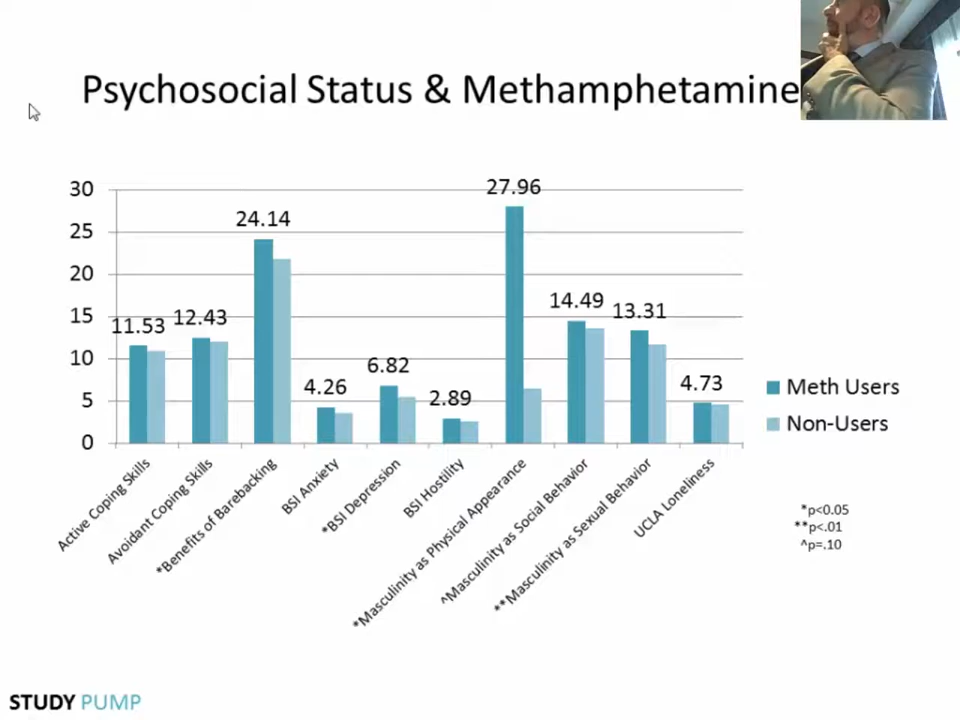 Psychosocial Status & Methamphetamine
30
25
20
15
10
5
0
11.53
12.43
24.14
4.26
6.82
2.89
27.96
14.49
13.31
4.73
Active Coping Skills
Avoidant Coping Skills
*Benefits of Barebacking
BSI Anxiety
*BSI Depression
BSI Hostility
*Masculinity as Physical Appearance
^Masculinity as Social Behavior
**Masculinity as Sexual Behavior
UCLA Loneliness
Meth Users
Non-Users
*p<0.05
**p<.01
^p=.10
STUDY PUMP